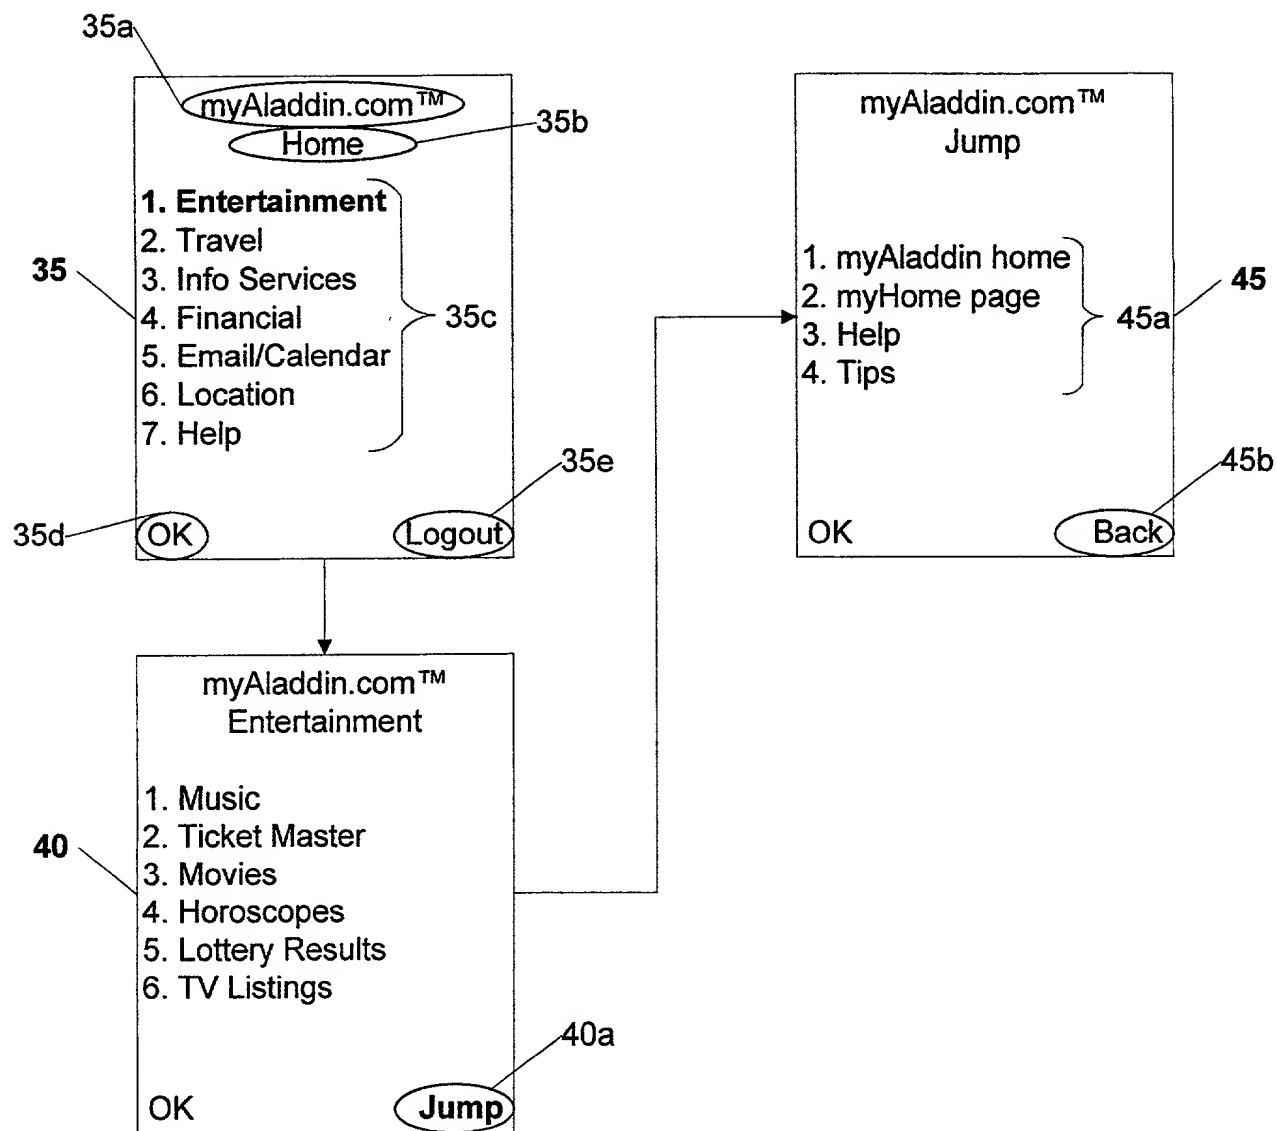 35a
myAladdin.com™
Home
35b
1. Entertainment
2. Travel
3. Info Services
4. Financial
5. Email/Calendar
6. Location
7. Help
35
35c
35d
OK
Logout
35e
myAladdin.com™
Jump
1. myAladdin home
2. myHome page
3. Help
4. Tips
45a
45
45b
OK
Back
myAladdin.com™
Entertainment
1. Music
2. Ticket Master
3. Movies
4. Horoscopes
5. Lottery Results
6. TV Listings
40
40a
OK
Jump